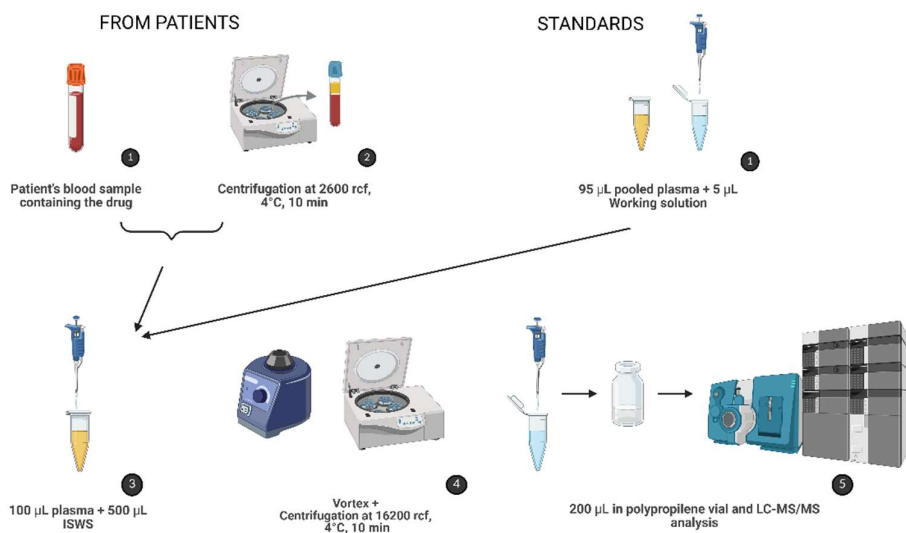 FROM PATIENTS
STANDARDS
1
2
1
Patient's blood sample
containing the drug
Centrifugation at 2600 rcf,
4°C, 10 min
95 µL pooled plasma + 5 µL
Working solution
3
4
5
100 µL plasma + 500 µL
ISWS
Vortex +
Centrifugation at 16200 rcf,
4°C, 10 min
200 µL in polypropilene vial and LC-MS/MS
analysis